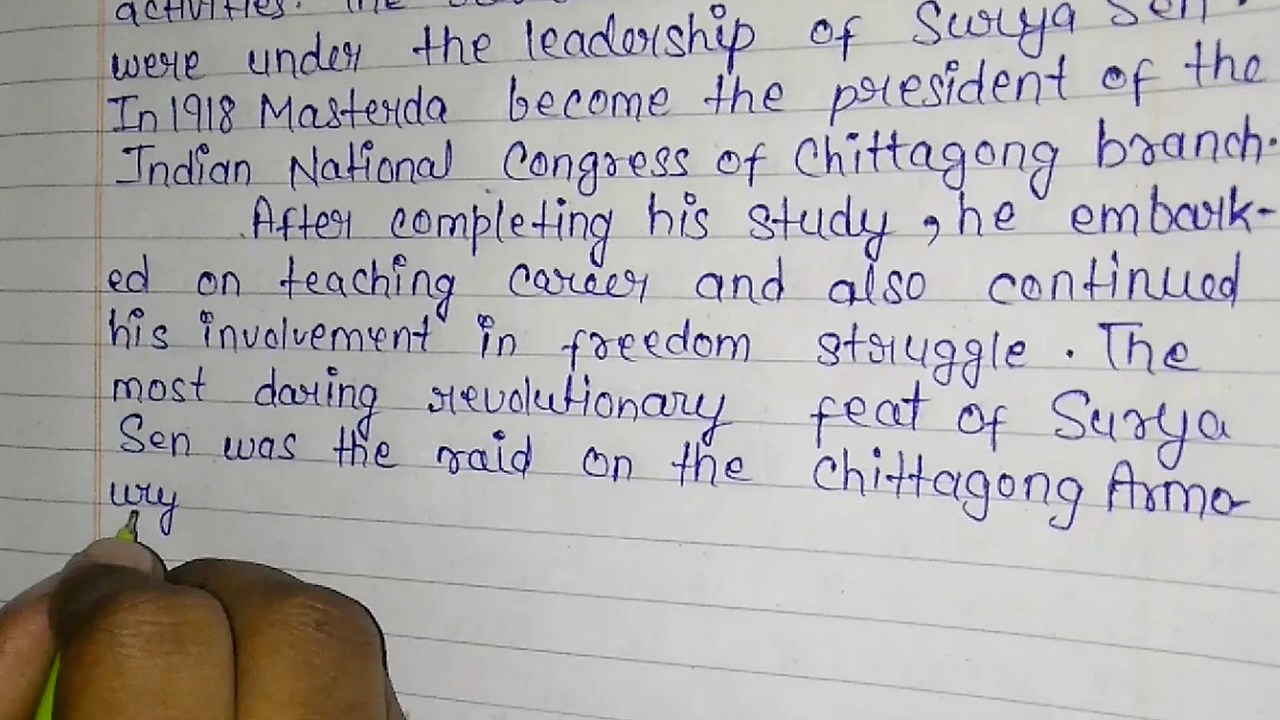 activities. The
were under the leadership of Surya Sen.
In 1918 Masterda become the president of the
Indian National Congress of Chittagong branch.
After completing his study, he embark-
ed on teaching career and also continued
his involvement in freedom struggle. The
most daring revolutionary feat of Surya
Sen was the raid on the Chittagong Armo
ury